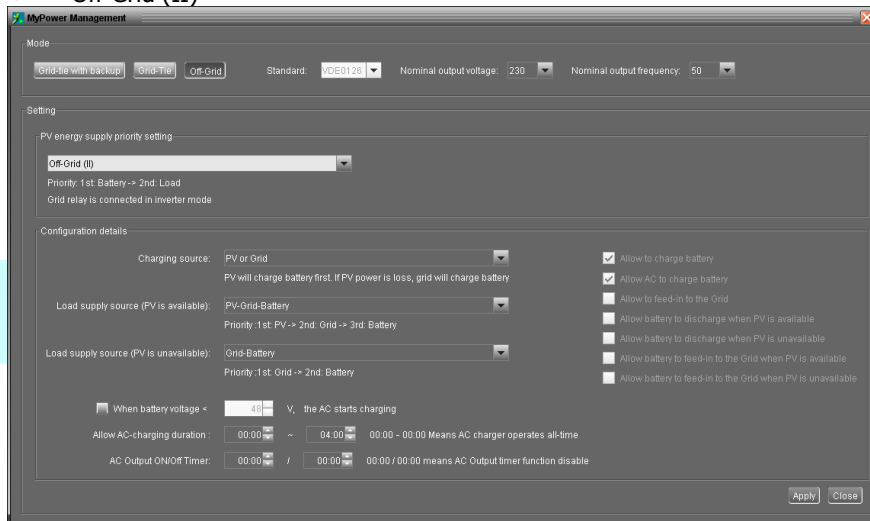 Off-Grid (II)
MyPower Management
Mode
Grid-tie with backup Grid-Tie Off-Grid Standard: VDE0126 Nominal output voltage: 230 Nominal output frequency: 50
Setting
PV energy supply priority setting
Off-Grid (II)
Priority: 1st: Battery -> 2nd: Load
Grid relay is connected in inverter mode
Configuration details
Charging source: PV or Grid
PV will charge battery first. If PV power is loss, grid will charge battery
Load supply source (PV is available): PV-Grid-Battery
Priority :1st: PV-> 2nd: Grid -> 3rd: Battery
Load supply source (PV is unavailable): Grid-Battery
Priority :1st: Grid -> 2nd: Battery
Allow to charge battery
Allow AC to charge battery
Allow to feed-in to the Grid
Allow battery to discharge when PV is available
Allow battery to discharge when PV is unavailable
Allow battery to feed-in to the Grid when PV is available
Allow battery to feed-in to the Grid when PV is unavailable
When battery voltage < 48 V, the AC starts charging
Allow AC-charging duration : 00:00 ~ 04:00 00:00 - 00:00 Means AC charger operates all-time
AC Output ON/Off Timer: 00:00 / 00:00 00:00 / 00:00 means AC Output timer function disable
Apply Close